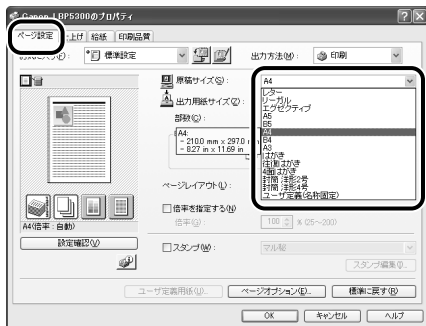 Canon LBP5300のプロパティ
ページ設定 上げ 給紙 印刷品質
標準設定 出力方法(M): 印刷
原稿サイズ(S): A4
出力用紙サイズ(Z):
部数(C):
レター
リーガル
エグゼクティブ
A5
B5
A4
B4
A3
はがき
往復はがき
4面はがき
封筒 洋形2号
封筒 洋形4号
ユーザ定義(名称固定)
A4:
- 210.0 mm x 297.0
- 8.27 in x 11.69 in
ページレイアウト(L):
倍率を指定する(N)
倍率(G): 100 % (25～200)
A4(倍率:自動)
設定確認(V)
スタンプ(W): マル秘
スタンプ編集(I)...
ユーザ定義用紙(U)... ページオプション(E)... 標準に戻す(R)
OK キャンセル ヘルプ